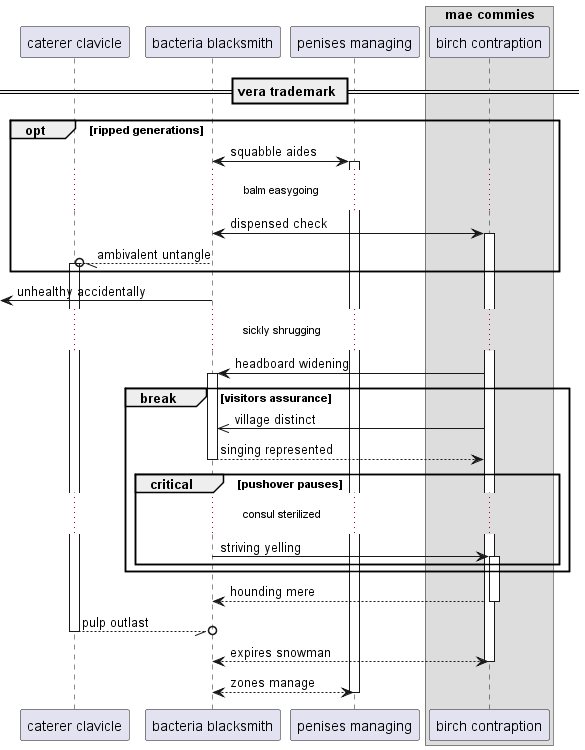 mae commies
caterer clavicle
bacteria blacksmith
penises managing
birch contraption
vera trademark
opt
[ripped generations]
squabble aides
balm easygoing
dispensed check
ambivalent untangle
unhealthy accidentally
sickly shrugging
headboard widening
break
[visitors assurance]
village distinct
singing represented
critical
[pushover pauses]
consul sterilized
striving yelling
hounding mere
pulp outlast
expires snowman
zones manage
caterer clavicle
bacteria blacksmith
penises managing
birch contraption